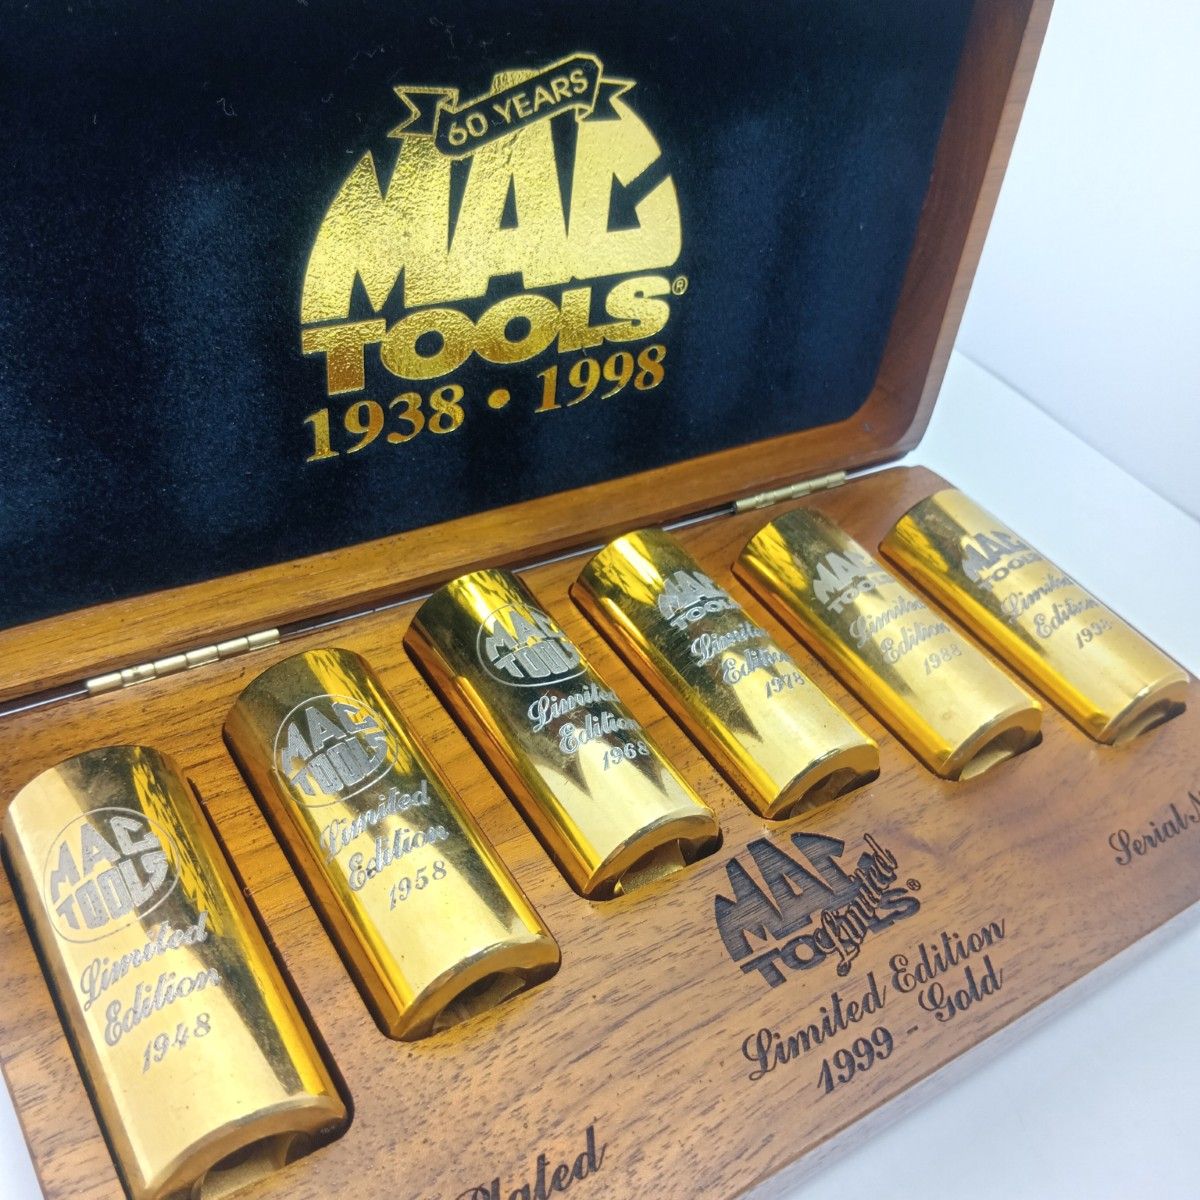 60 YEARS
MAC
TOOLS®
1938 • 1998
MAC
TOOLS
Limited
Edition
1948
MAC
TOOLS
Limited
Edition
1958
MAC
TOOLS
Limited
Edition
1968
MAC
TOOLS
Limited
Edition
1978
MAC
TOOLS
Limited
Edition
1988
MAC
TOOLS
Limited
Edition
MAC
TOOLS®
Limited
Limited Edition
1999 - Gold
Serial
Plated